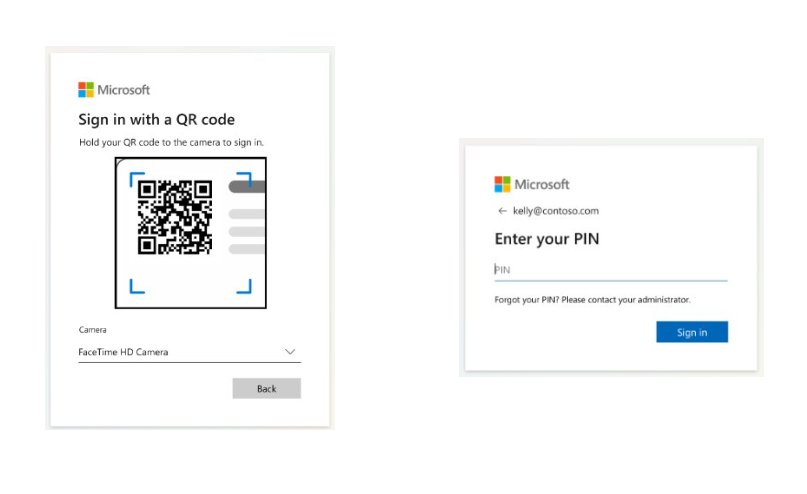 Microsoft
Sign in with a QR code
Hold your QR code to the camera to sign in.
Camera
FaceTime HD Camera
Back
Microsoft
← kelly@contoso.com
Enter your PIN
PIN
Forgot your PIN? Please contact your administrator.
Sign in